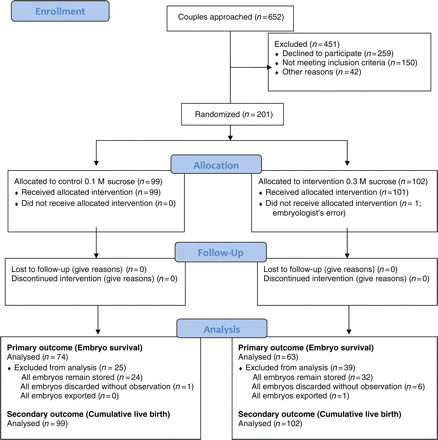 Enrollment
Couples approached (n = 652)
Excluded (n = 451)
♦ Declined to participate (n = 259)
♦ Not meeting inclusion criteria (n = 150)
♦ Other reasons (n = 42)
Randomized (n = 201)
Allocation
Allocated to control 0.1 M sucrose (n = 99)
♦ Received allocated intervention (n = 99)
♦ Did not receive allocated intervention (n = 0)
Allocated to intervention 0.3 M sucrose (n = 102)
♦ Received allocated intervention (n = 101)
♦ Did not receive allocated intervention (n = 1;
embryologist's error)
Follow-Up
Lost to follow-up (give reasons) (n = 0)
Discontinued intervention (give reasons) (n = 0)
Lost to follow-up (give reasons) (n = 0)
Discontinued intervention (give reasons) (n = 0)
Analysis
Primary outcome (Embryo survival)
Analysed (n = 74)
♦ Excluded from analysis (n = 25)
All embryos remain stored (n = 24)
All embryos discarded without observation (n = 1)
All embryos exported (n = 0)
Secondary outcome (Cumulative live birth)
Analysed (n = 99)
Primary outcome (Embryo survival)
Analysed (n = 63)
♦ Excluded from analysis (n = 39)
All embryos remain stored (n = 32)
All embryos discarded without observation (n = 6)
All embryos exported (n = 1)
Secondary outcome (Cumulative live birth)
Analysed (n = 102)